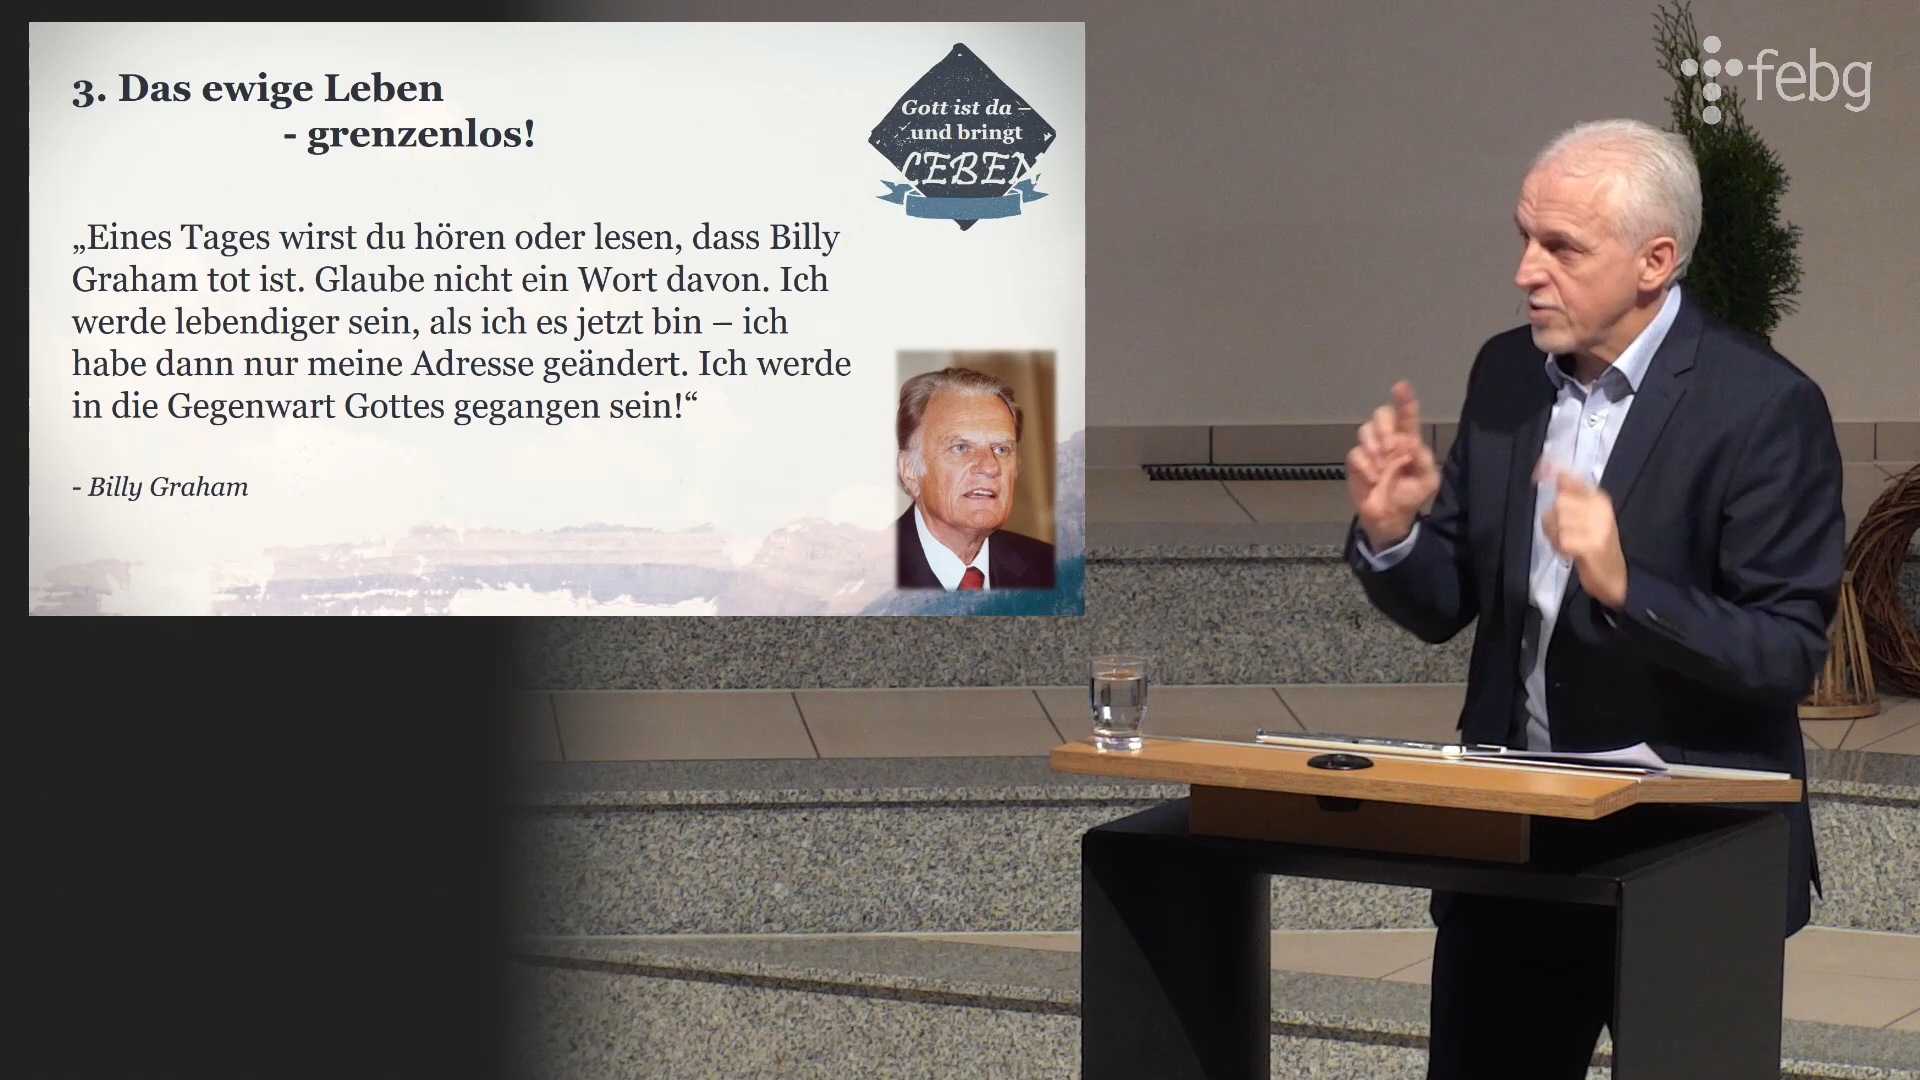 3. Das ewige Leben
- grenzenlos!
Gott ist da –
und bringt
LEBEN
„Eines Tages wirst du hören oder lesen, dass Billy
Graham tot ist. Glaube nicht ein Wort davon. Ich
werde lebendiger sein, als ich es jetzt bin – ich
habe dann nur meine Adresse geändert. Ich werde
in die Gegenwart Gottes gegangen sein!“
- Billy Graham
febg